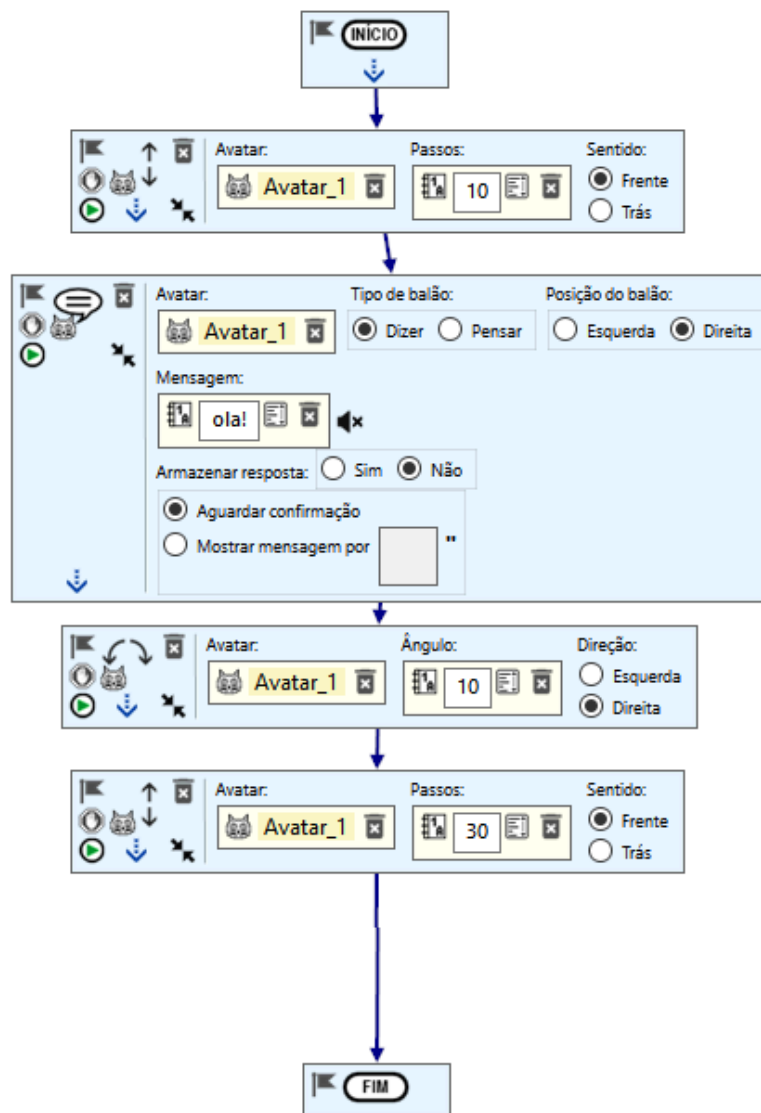 INÍCIO
Avatar: Passos: Sentido:
Avatar_1 10 Frente
Trás
Avatar: Tipo de balão: Posição do balão:
Avatar_1 Dizer Pensar Esquerda Direita
Mensagem:
ola!
Armazenar resposta: Sim Não
Aguardar confirmação
Mostrar mensagem por "
Avatar: Ângulo: Direção:
Avatar_1 10 Esquerda
Direita
Avatar: Passos: Sentido:
Avatar_1 30 Frente
Trás
FIM